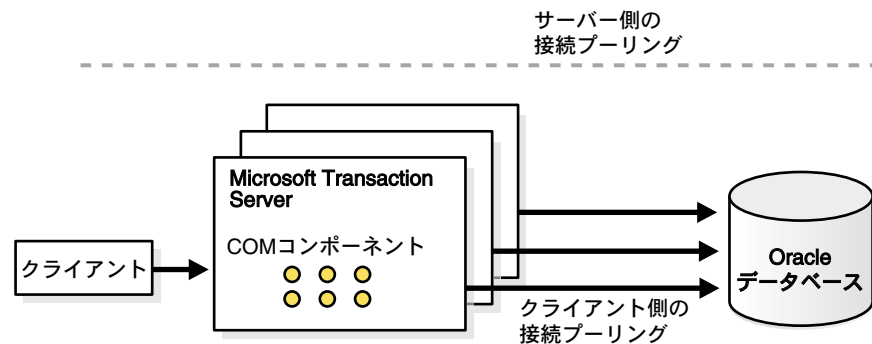 サーバー側の
接続プーリング
Microsoft Transaction
Server
COMコンポーネント
クライアント
Oracle
データベース
クライアント側の
接続プーリング